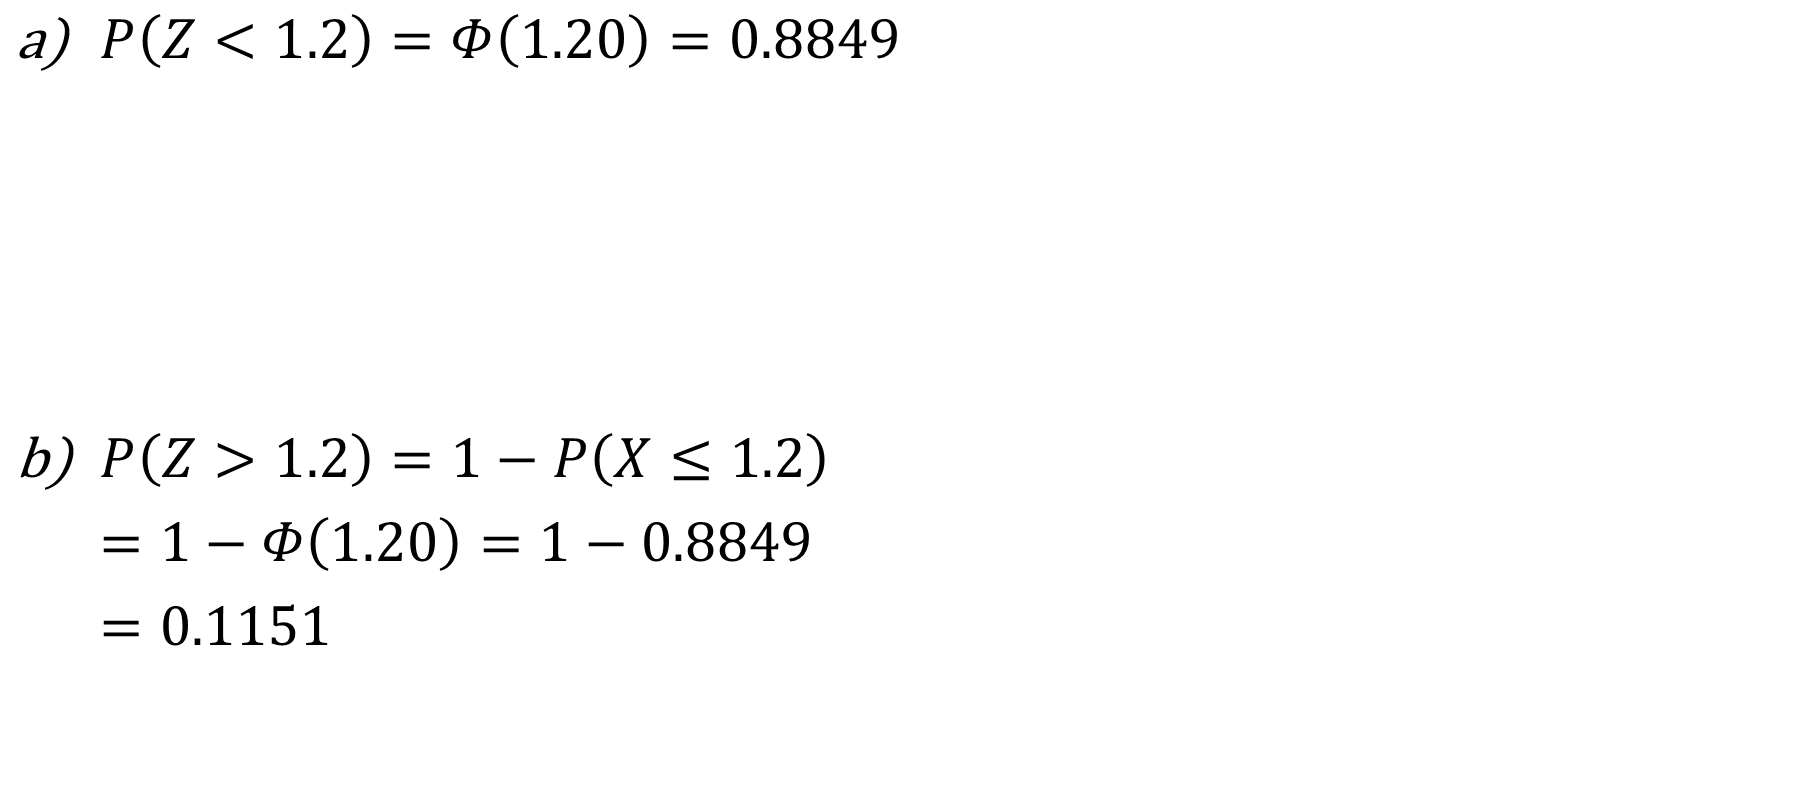 a) P(Z < 1.2) = Φ(1.20) = 0.8849
b) P(Z > 1.2) = 1 − P(X ≤ 1.2)
= 1 − Φ(1.20) = 1 − 0.8849
= 0.1151